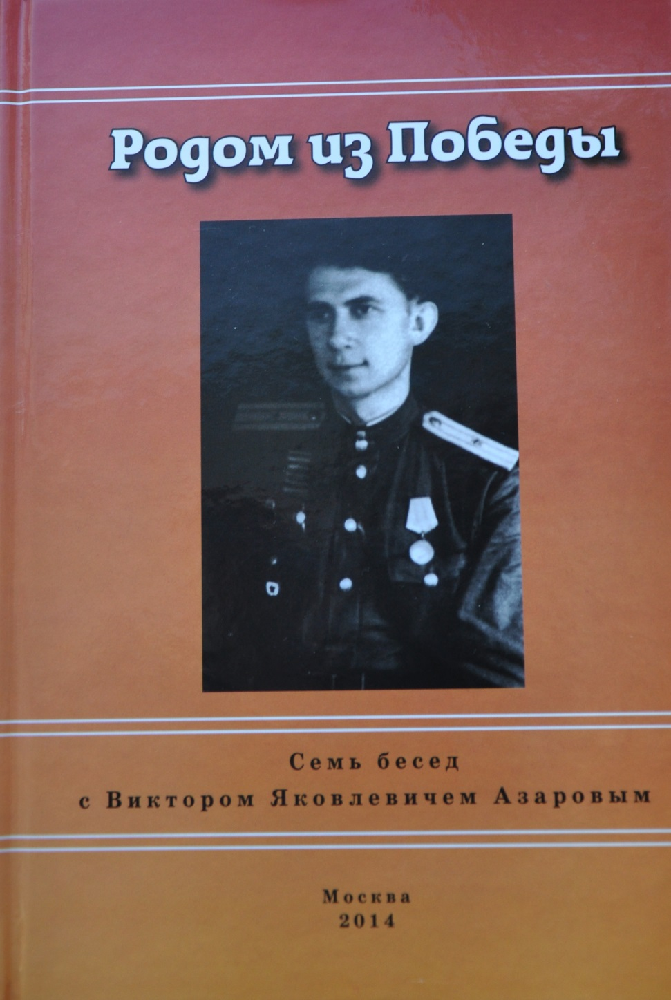 Родом из Победы
Семь бесед
с Виктором Яковлевичем Азаровым
Москва
2014